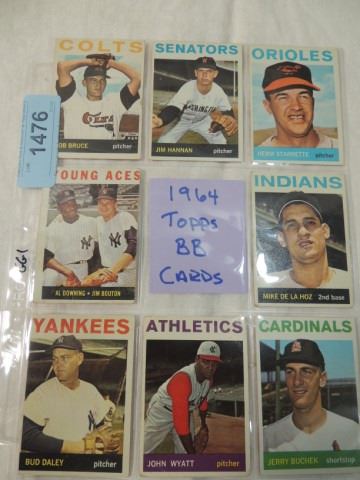 COLTS
SENATORS
ORIOLES
1476
BOB BRUCE pitcher
JIM HANNAN pitcher
HERM STARRETTE pitcher
YOUNG ACES
AL DOWNING • JIM BOUTON
1964
TOPPS
BB
CARDS
INDIANS
MIKE DE LA HOZ 2nd base
YANKEES
BUD DALEY pitcher
ATHLETICS
JOHN WYATT pitcher
CARDINALS
JERRY BUCHEK shortstop